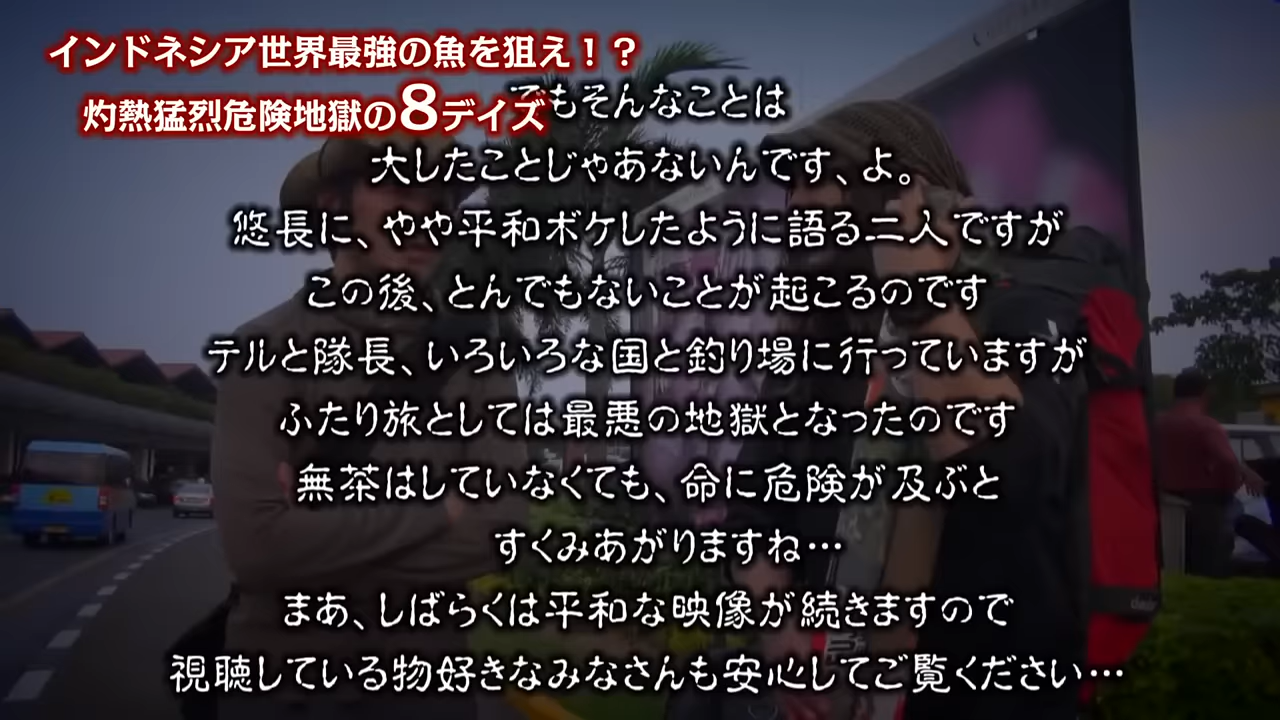 インドネシア世界最強の魚を狙え！？
灼熱猛烈危険地獄の8デイズ
でもそんなことは
大したことじゃあないんです、よ。
悠長に、やや平和ボケしたように語る二人ですが
この後、とんでもないことが起こるのです
テルと隊長、いろいろな国と釣り場に行っていますが
ふたり旅としては最悪の地獄となったのです
無茶はしていなくても、命に危険が及ぶと
すくみあがりますね…
まあ、しばらくは平和な映像が続きますので
視聴している物好きなみなさんも安心してご覧ください…